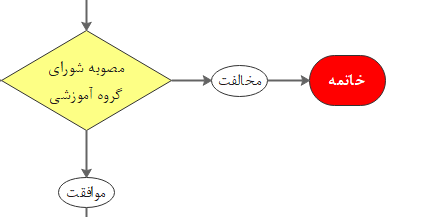 مصوبه شورای
گروه آموزشی
مخالفت
خاتمه
موافقت